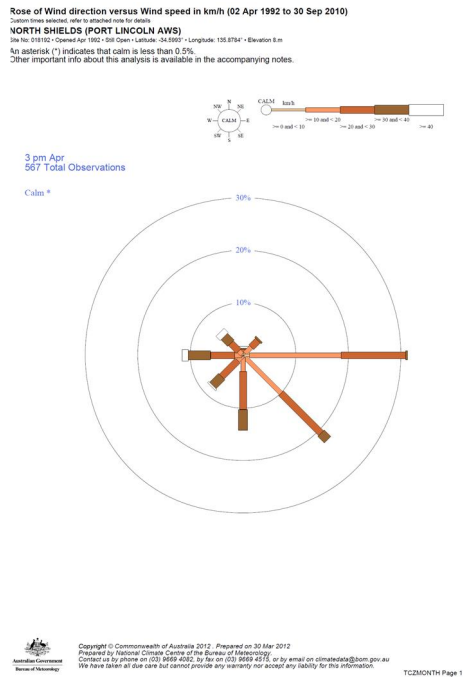 Rose of Wind direction versus Wind speed in km/h (02 Apr 1992 to 30 Sep 2010)
Custom times selected, refer to attached note for details
NORTH SHIELDS (PORT LINCOLN AWS)
Site No: 018192 • Opened Apr 1992 • Still Open • Latitude: -34.5993° • Longitude: 135.8784° • Elevation 8.m
An asterisk (*) indicates that calm is less than 0.5%.
Other important info about this analysis is available in the accompanying notes.
N
NW NE
W CALM E
SW SE
S
CALM km/h
>= 10 and < 20 >= 30 and < 40
>= 0 and < 10 >= 20 and < 30 >= 40
3 pm Apr
567 Total Observations
Calm *
30%
20%
10%
Australian Government
Bureau of Meteorology
Copyright © Commonwealth of Australia 2012 . Prepared on 30 Mar 2012
Prepared by National Climate Centre of the Bureau of Meteorology.
Contact us by phone on (03) 9669 4082, by fax on (03) 9669 4515, or by email on climatedata@bom.gov.au
We have taken all due care but cannot provide any warranty nor accept any liability for this information.
TCZMONTH Page 1